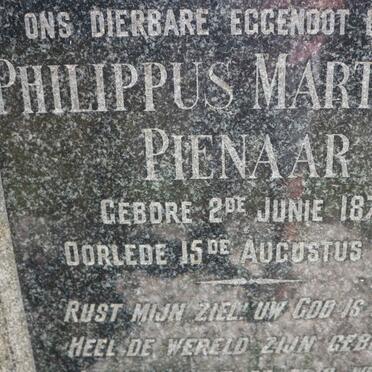 ONS DIERBARE EGGENOOT
PHILIPPUS MART
PIENAAR
GEBORE 2DE JUNIE 187
OORLEDE 15DE AUGUSTUS
RUST MIJN ZIEL! UW GOD IS
HEEL DE WERELD ZIJN GEB